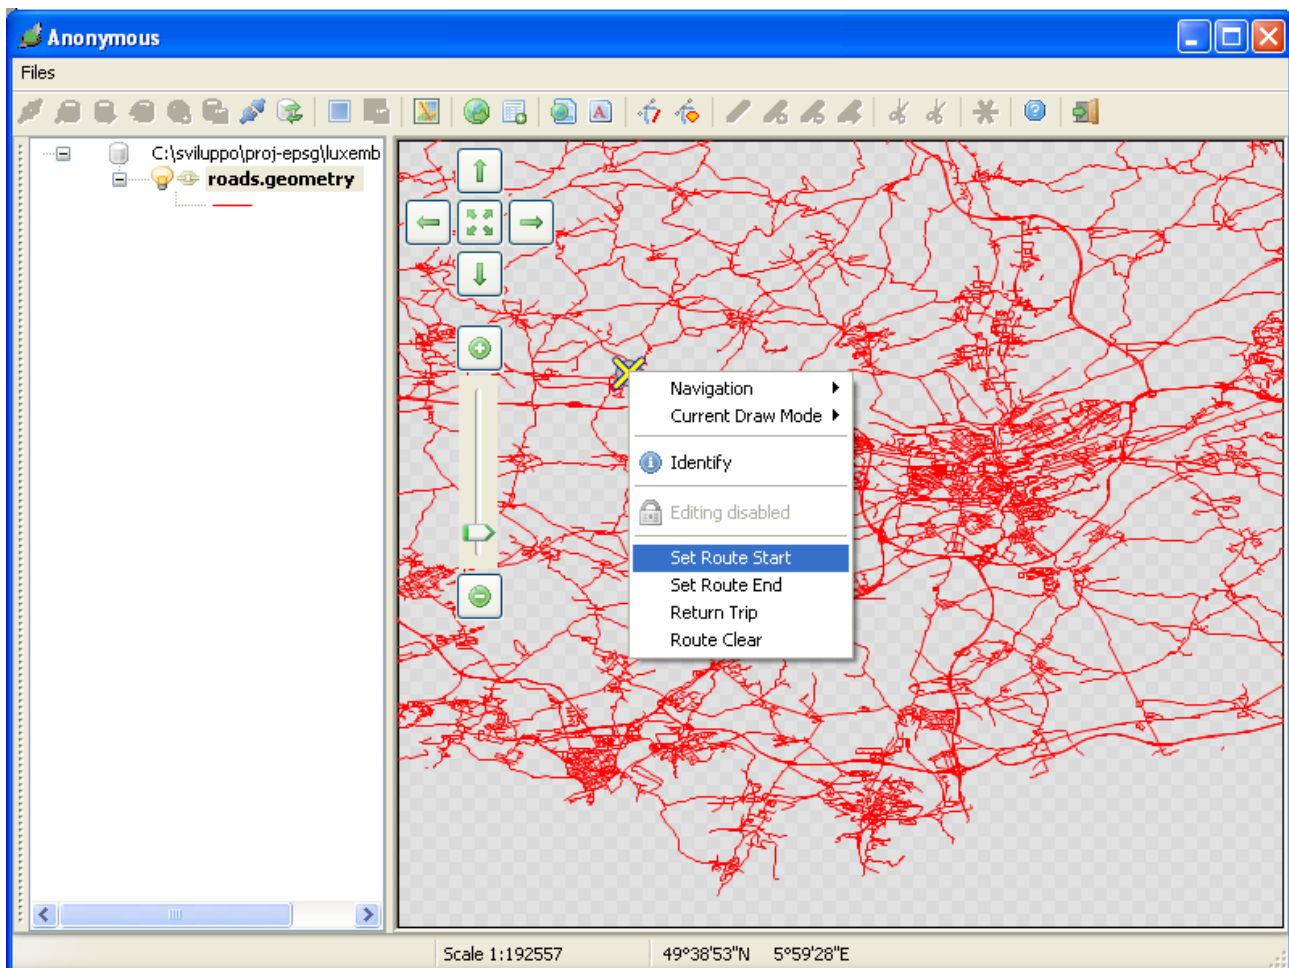 Anonymous
Files
A
C:\sviluppo\proj-epsg\luxemb
roads.geometry
Navigation
Current Draw Mode
Identify
Editing disabled
Set Route Start
Set Route End
Return Trip
Route Clear
Scale 1:192557 49°38'53"N 5°59'28"E